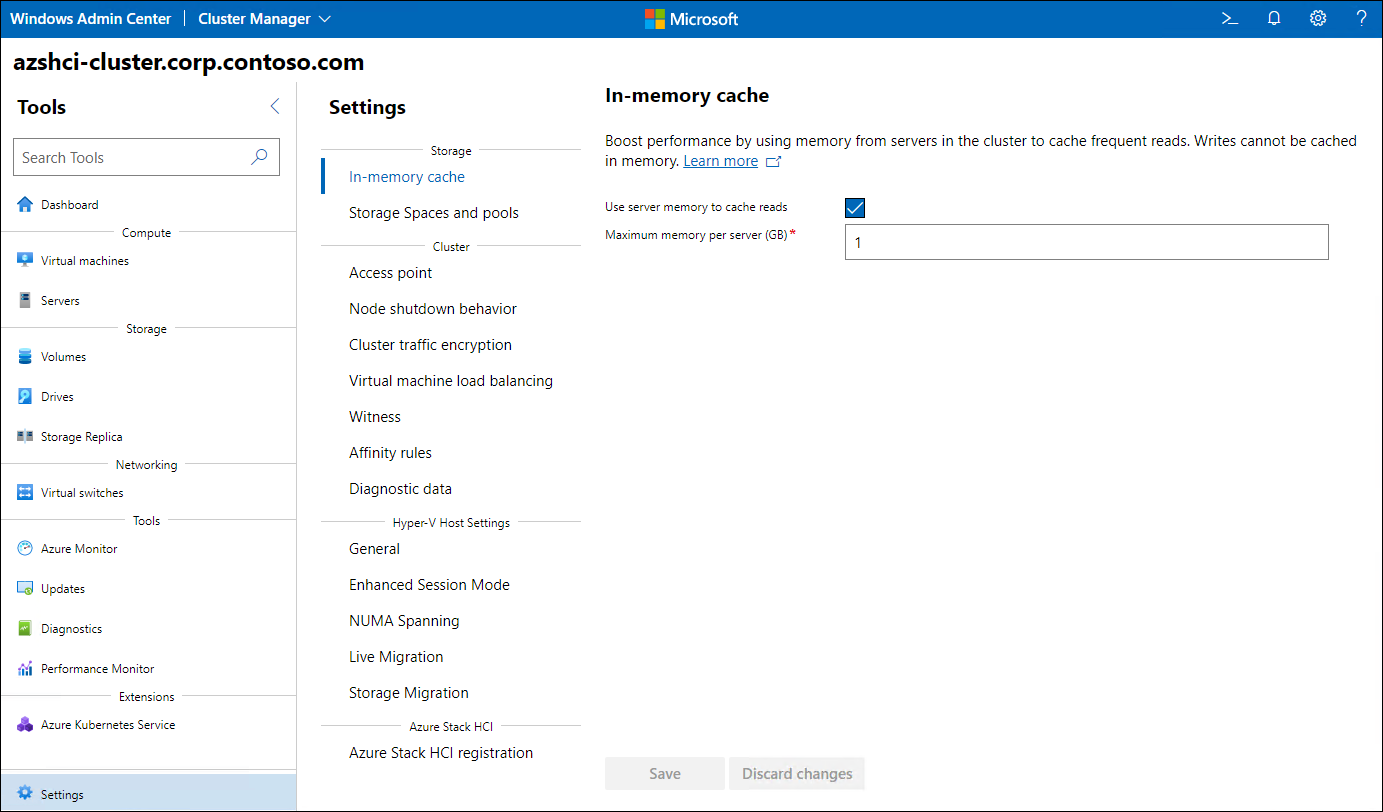 Windows Admin Center
Cluster Manager
Microsoft
azshci-cluster.corp.contoso.com
Tools
Search Tools
Dashboard
Compute
Virtual machines
Servers
Storage
Volumes
Drives
Storage Replica
Networking
Virtual switches
Tools
Azure Monitor
Updates
Diagnostics
Performance Monitor
Extensions
Azure Kubernetes Service
Settings
Settings
Storage
In-memory cache
Storage Spaces and pools
Cluster
Access point
Node shutdown behavior
Cluster traffic encryption
Virtual machine load balancing
Witness
Affinity rules
Diagnostic data
Hyper-V Host Settings
General
Enhanced Session Mode
NUMA Spanning
Live Migration
Storage Migration
Azure Stack HCI
Azure Stack HCI registration
In-memory cache
Boost performance by using memory from servers in the cluster to cache frequent reads. Writes cannot be cached
in memory. Learn more
Use server memory to cache reads
Maximum memory per server (GB)*
1
Save
Discard changes